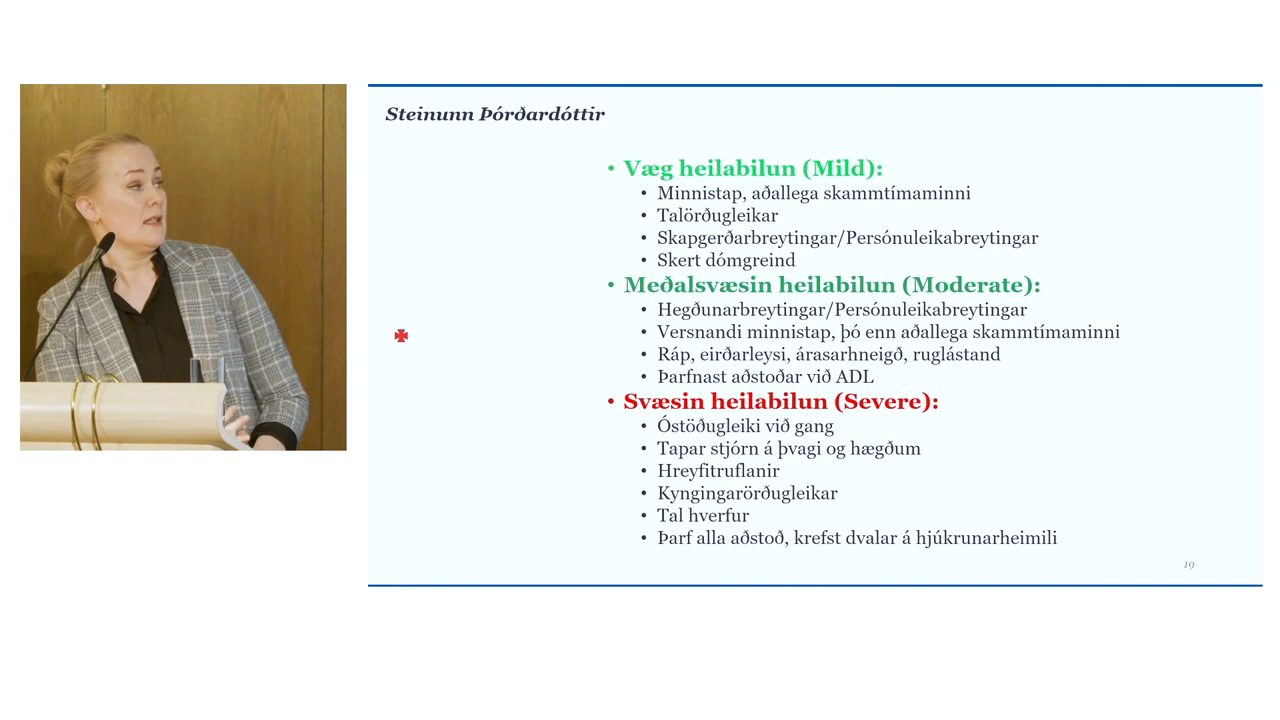 Steinunn Þórðardóttir
• Væg heilabilun (Mild):
• Minnistap, aðallega skammtímaminni
• Talörðugleikar
• Skapgerðarbreytingar/Persónuleikabreytingar
• Skert dómgreind
• Meðalsvæsin heilabilun (Moderate):
• Hegðunarbreytingar/Persónuleikabreytingar
• Versnandi minnistap, þó enn aðallega skammtímaminni
• Ráp, eirðarleysi, árasarhneigð, ruglástand
• Þarfnast aðstoðar við ADL
• Svæsin heilabilun (Severe):
• Óstöðugleiki við gang
• Tapar stjórn á þvagi og hægðum
• Hreyfitruflanir
• Kyngingarörðugleikar
• Tal hverfur
• Þarf alla aðstoð, krefst dvalar á hjúkrunarheimili
19